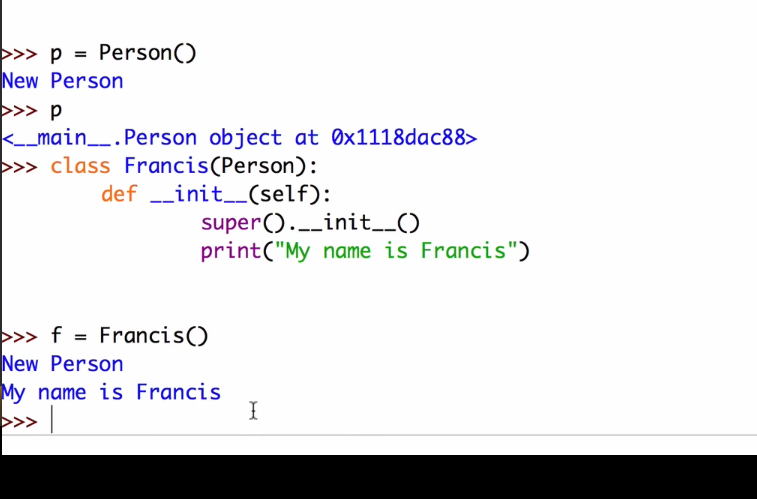 >>> p = Person()
New Person
>>> p
<__main__.Person object at 0x1118dac88>
>>> class Francis(Person):
        def __init__(self):
                super().__init__()
                print("My name is Francis")
>>> f = Francis()
New Person
My name is Francis
>>>